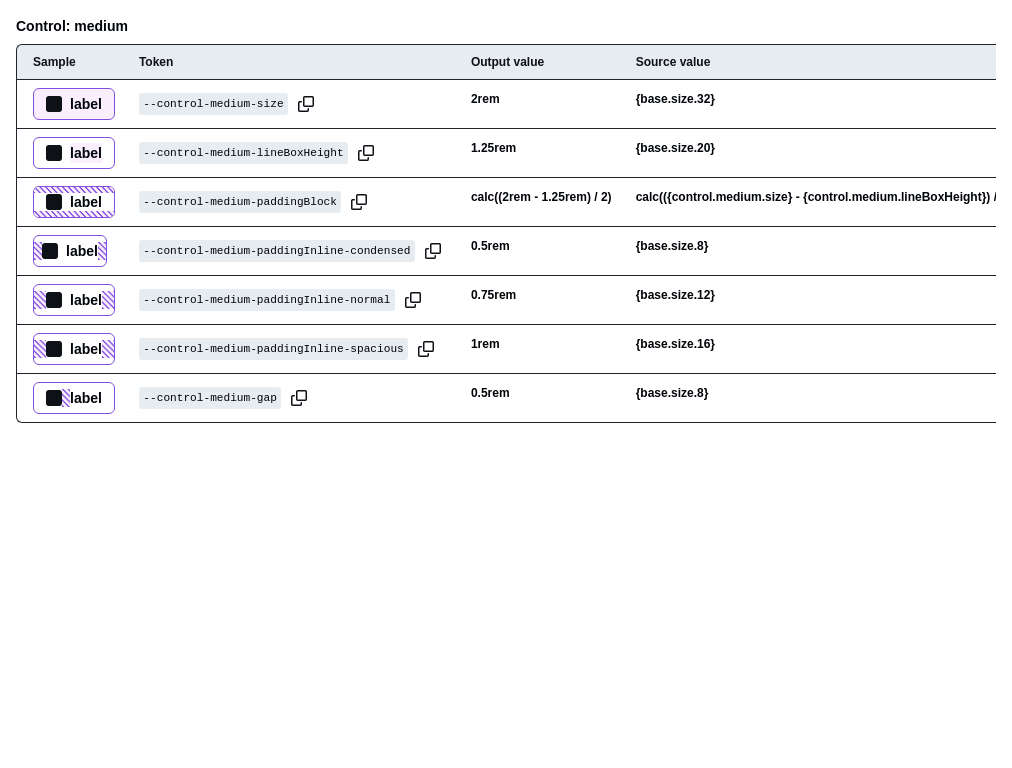 Control: medium
Sample Token Output value Source value
label --control-medium-size 2rem {base.size.32}
label --control-medium-lineBoxHeight 1.25rem {base.size.20}
label --control-medium-paddingBlock calc((2rem - 1.25rem) / 2) calc(({control.medium.size} - {control.medium.lineBoxHeight}) /
label --control-medium-paddingInline-condensed 0.5rem {base.size.8}
label --control-medium-paddingInline-normal 0.75rem {base.size.12}
label --control-medium-paddingInline-spacious 1rem {base.size.16}
label --control-medium-gap 0.5rem {base.size.8}